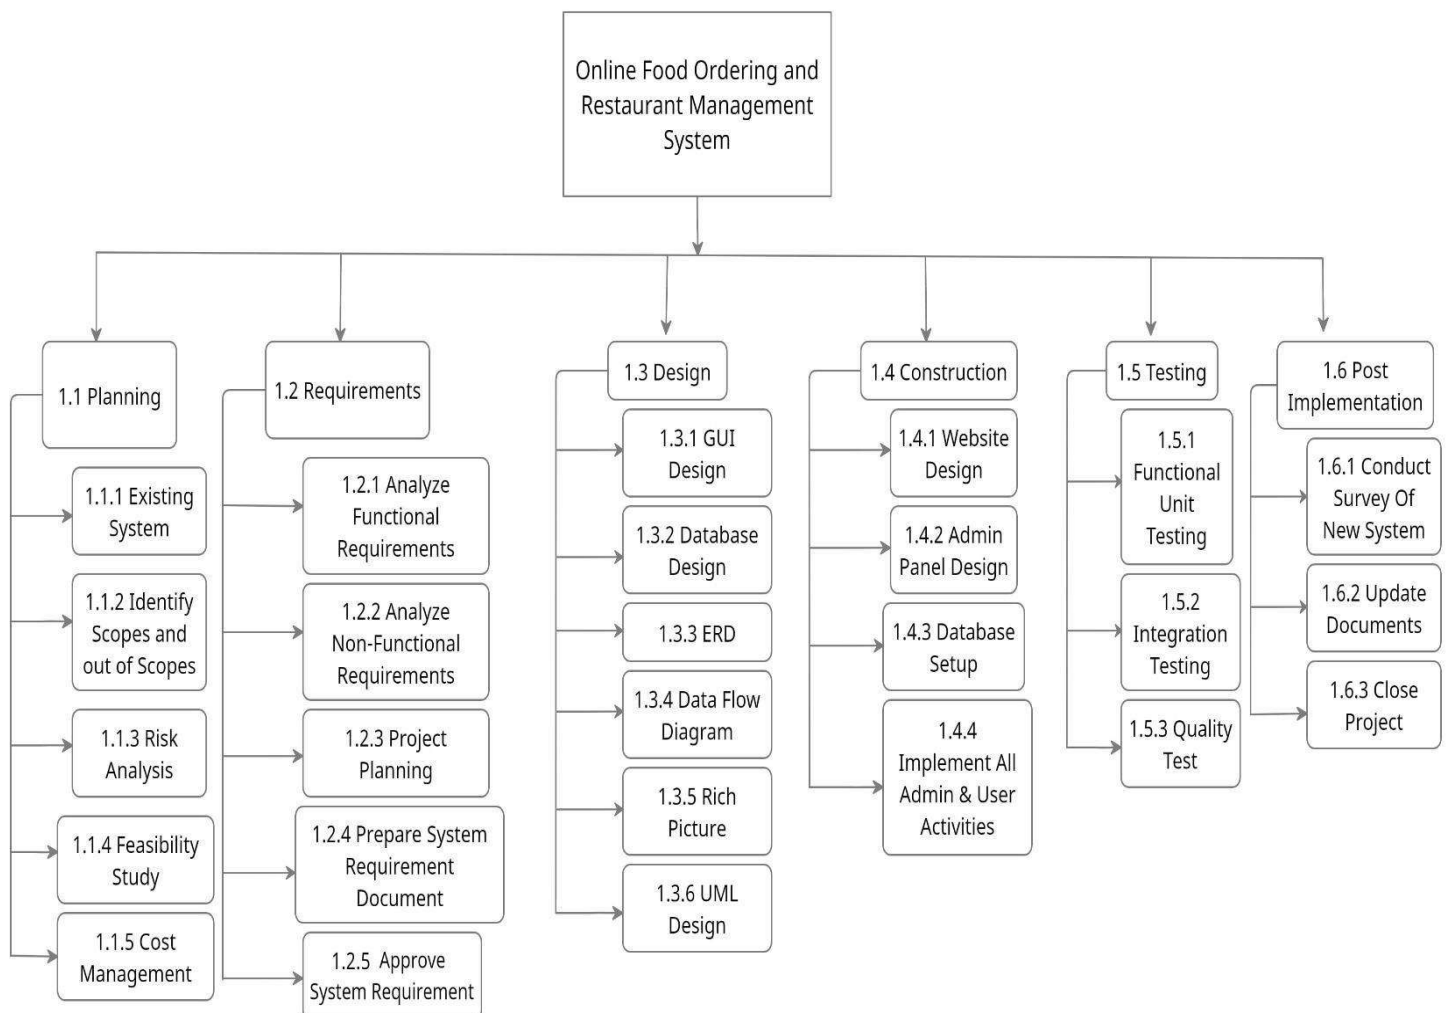 Online Food Ordering and
Restaurant Management
System
1.1 Planning
1.1.1 Existing
System
1.1.2 Identify
Scopes and
out of Scopes
1.1.3 Risk
Analysis
1.1.4 Feasibility
Study
1.1.5 Cost
Management
1.2 Requirements
1.2.1 Analyze
Functional
Requirements
1.2.2 Analyze
Non-Functional
Requirements
1.2.3 Project
Planning
1.2.4 Prepare System
Requirement
Document
1.2.5 Approve
System Requirement
1.3 Design
1.3.1 GUI
Design
1.3.2 Database
Design
1.3.3 ERD
1.3.4 Data Flow
Diagram
1.3.5 Rich
Picture
1.3.6 UML
Design
1.4 Construction
1.4.1 Website
Design
1.4.2 Admin
Panel Design
1.4.3 Database
Setup
1.4.4
Implement All
Admin & User
Activities
1.5 Testing
1.5.1
Functional
Unit
Testing
1.5.2
Integration
Testing
1.5.3 Quality
Test
1.6 Post
Implementation
1.6.1 Conduct
Survey Of
New System
1.6.2 Update
Documents
1.6.3 Close
Project